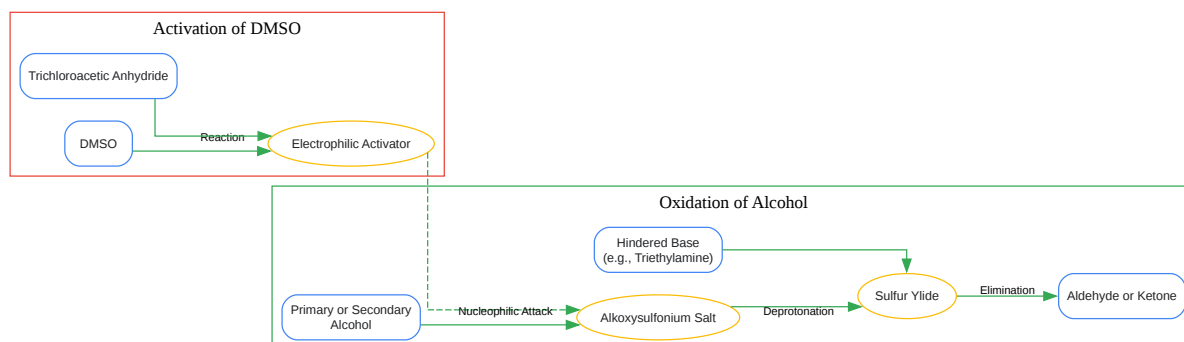 Activation of DMSO
Trichloroacetic Anhydride
Reaction
DMSO
Electrophilic Activator
Oxidation of Alcohol
Hindered Base
(e.g., Triethylamine)
Primary or Secondary
Alcohol
Nucleophilic Attack
Alkoxysulfonium Salt
Deprotonation
Sulfur Ylide
Elimination
Aldehyde or Ketone